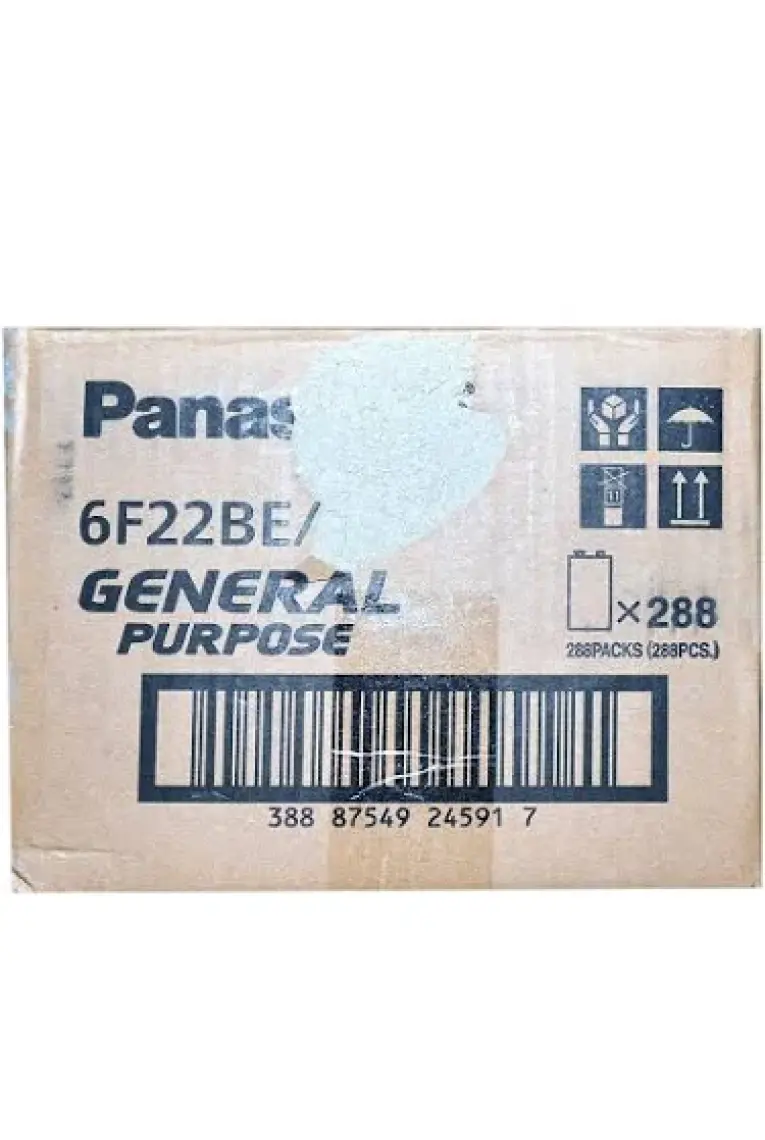 Panas
6F22BE/
GENERAL
PURPOSE
×288
288PACKS (288PCS.)
388 87549 24591 7